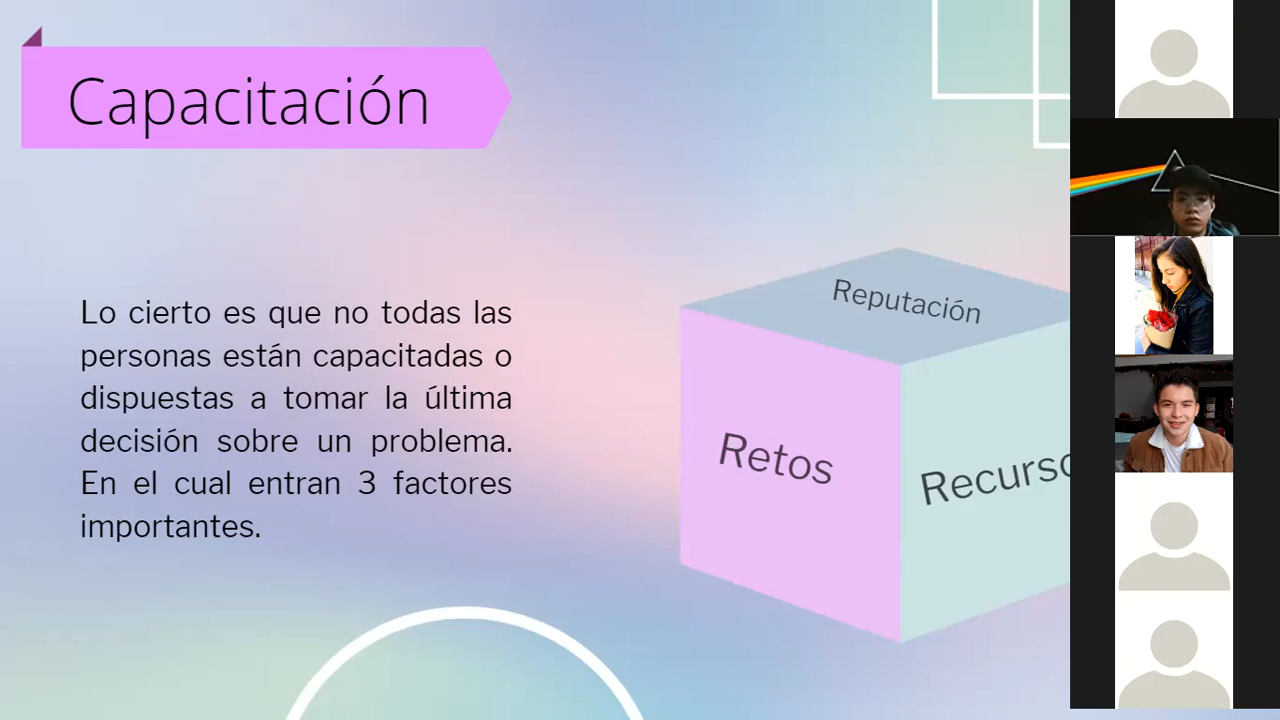 Capacitación
Lo cierto es que no todas las
personas están capacitadas o
dispuestas a tomar la última
decisión sobre un problema.
En el cual entran 3 factores
importantes.
Reputación
Retos
Recurso